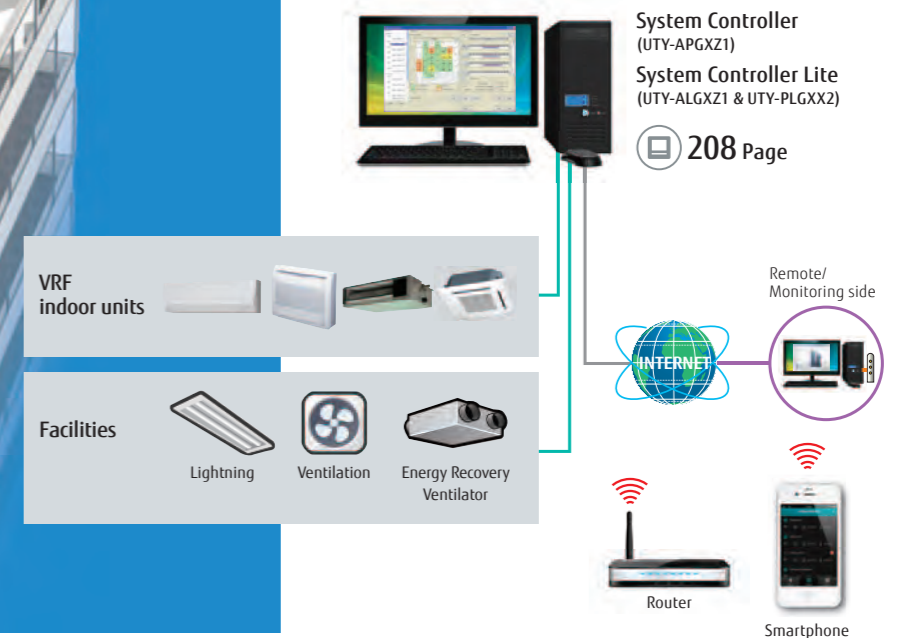 System Controller
(UTY-APGXZ1)
System Controller Lite
(UTY-ALGXZ1 & UTY-PLGXX2)
208 Page
VRF
indoor units
Remote/
Monitoring side
INTERNET
Facilities
Lightning
Ventilation
Energy Recovery
Ventilator
Router
Smartphone